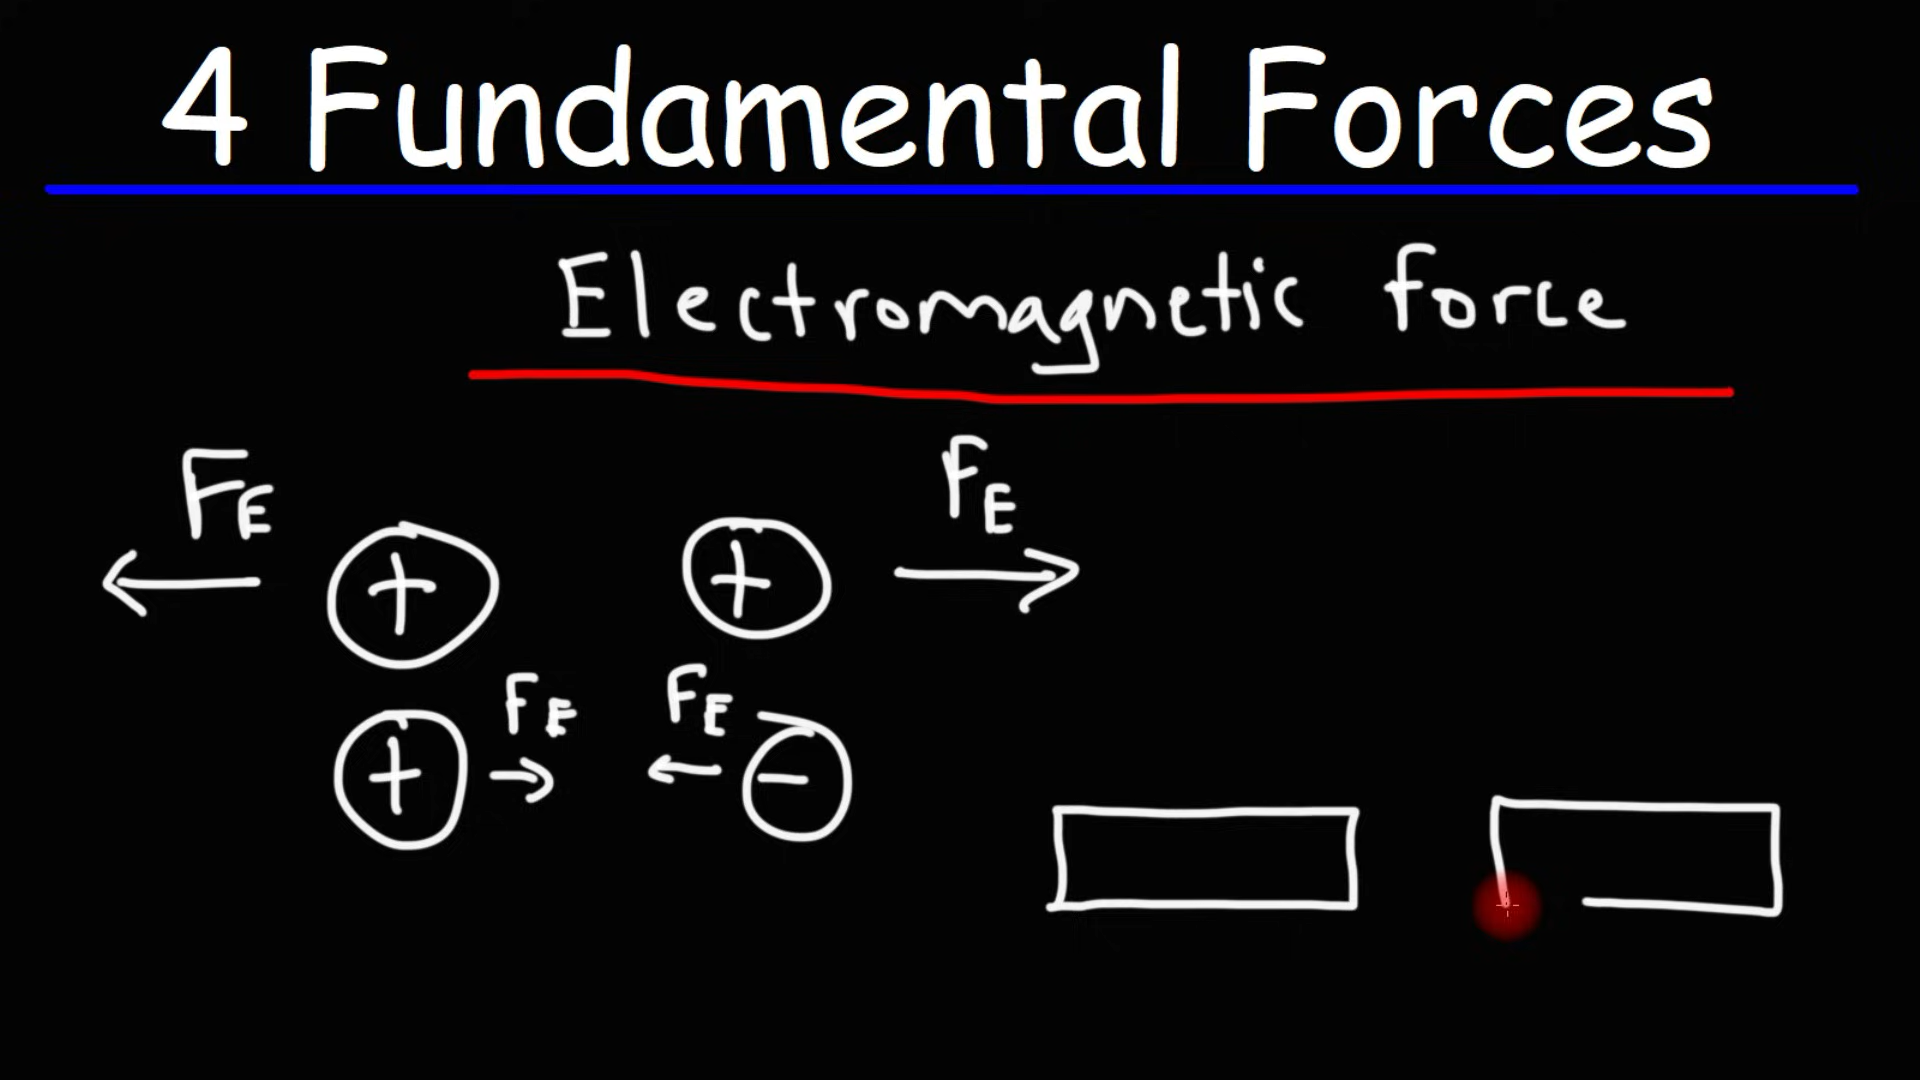 4 Fundamental Forces
Electromagnetic force
FE FE
+ +
FE FE
+ −